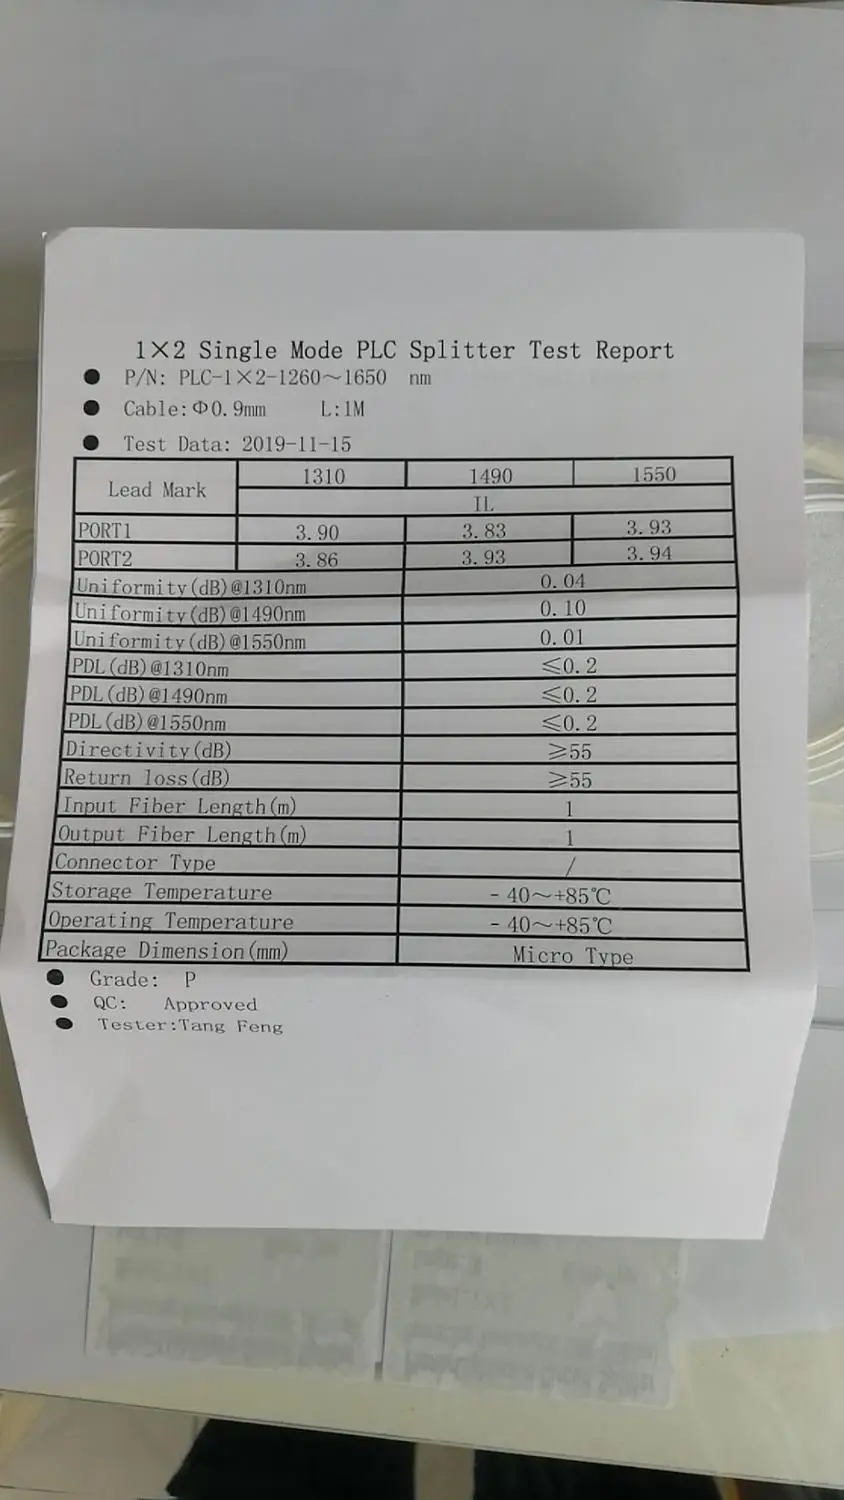 1×2 Single Mode PLC Splitter Test Report
● P/N: PLC-1×2-1260～1650 nm
● Cable:Φ0.9mm L:1M
● Test Data: 2019-11-15
Lead Mark 1310 1490 1550
IL
PORT1 3.90 3.83 3.93
PORT2 3.86 3.93 3.94
Uniformity(dB)@1310nm 0.04
Uniformity(dB)@1490nm 0.10
Uniformity(dB)@1550nm 0.01
PDL(dB)@1310nm ≤0.2
PDL(dB)@1490nm ≤0.2
PDL(dB)@1550nm ≤0.2
Directivity(dB) ≥55
Return loss(dB) ≥55
Input Fiber Length(m) 1
Output Fiber Length(m) 1
Connector Type /
Storage Temperature －40～+85℃
Operating Temperature －40～+85℃
Package Dimension(mm) Micro Type
● Grade: P
● QC: Approved
● Tester:Tang Feng